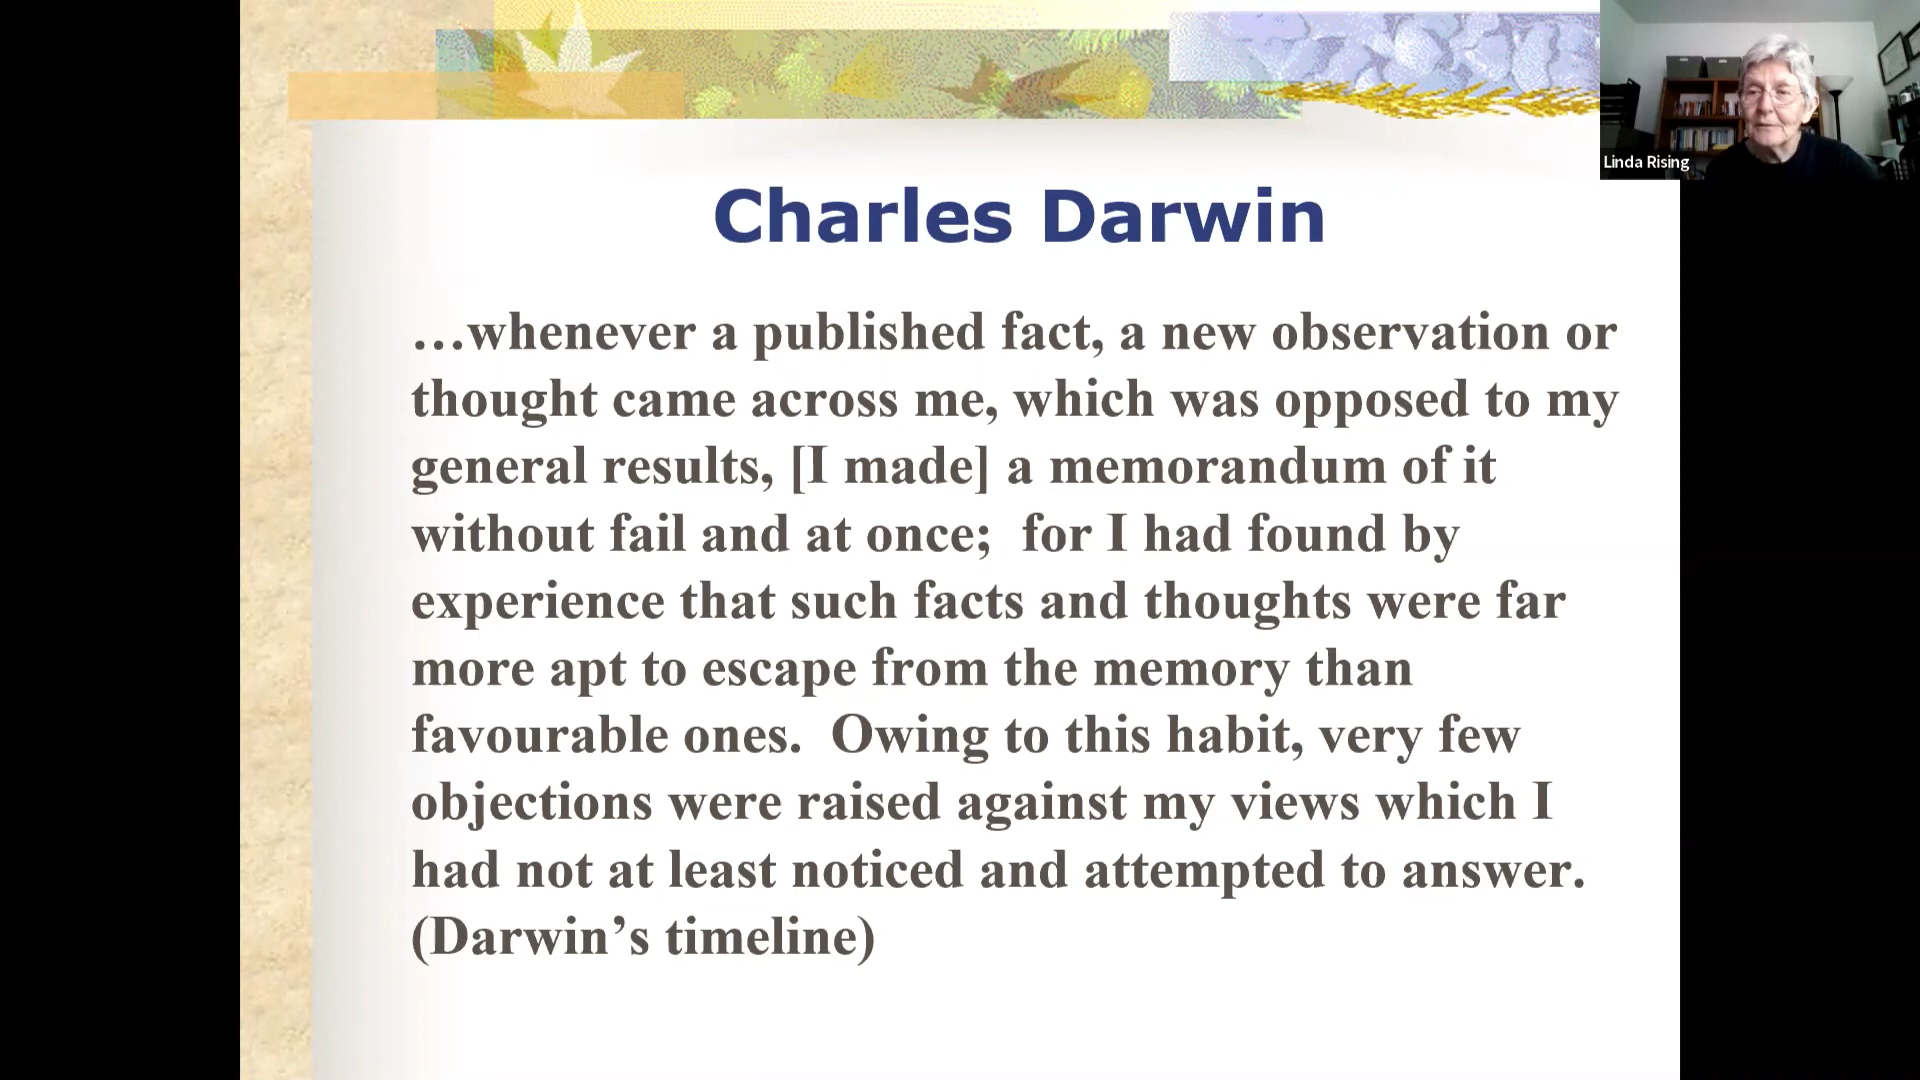 Linda Rising
Charles Darwin
…whenever a published fact, a new observation or
thought came across me, which was opposed to my
general results, [I made] a memorandum of it
without fail and at once;  for I had found by
experience that such facts and thoughts were far
more apt to escape from the memory than
favourable ones.  Owing to this habit, very few
objections were raised against my views which I
had not at least noticed and attempted to answer.
(Darwin’s timeline)